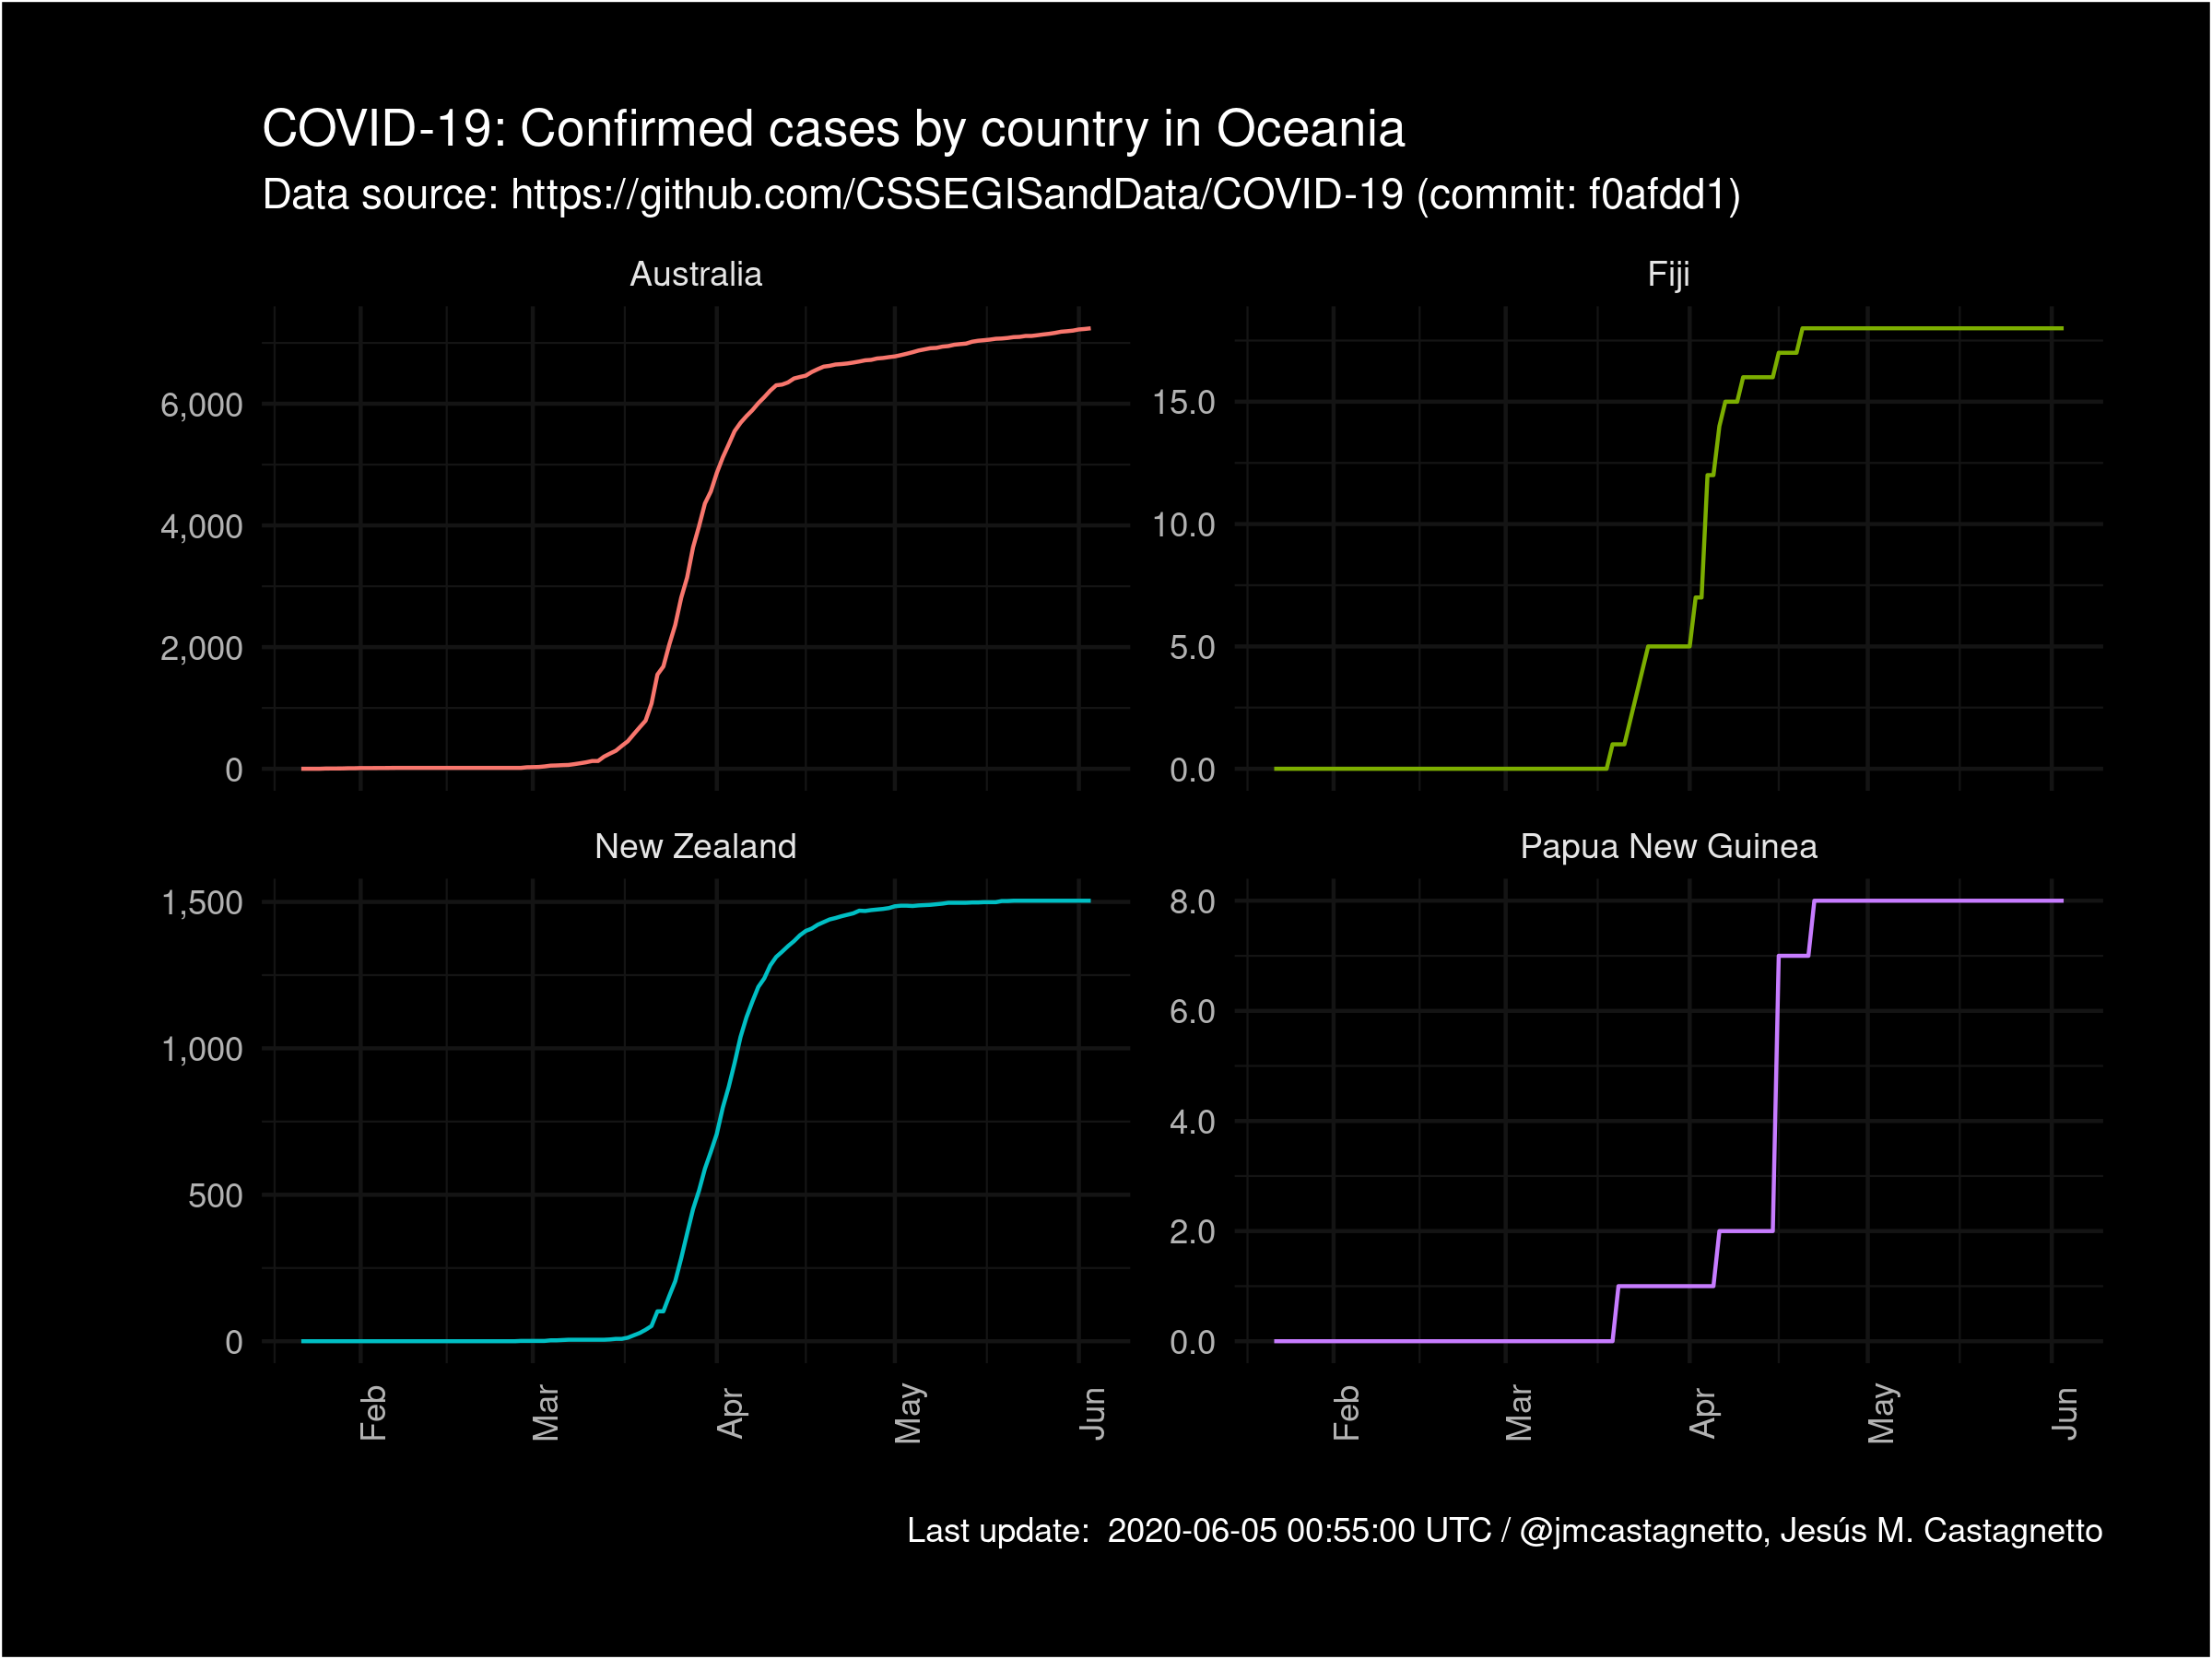 COVID-19: Confirmed cases by country in Oceania
Data source: https://github.com/CSSEGISandData/COVID-19 (commit: f0afdd1)
Australia
6,000
4,000
2,000
0
Fiji
15.0
10.0
5.0
0.0
New Zealand
1,500
1,000
500
0
Feb
Mar
Apr
May
Jun
Papua New Guinea
8.0
6.0
4.0
2.0
0.0
Feb
Mar
Apr
May
Jun
Last update:  2020-06-05 00:55:00 UTC / @jmcastagnetto, Jesús M. Castagnetto